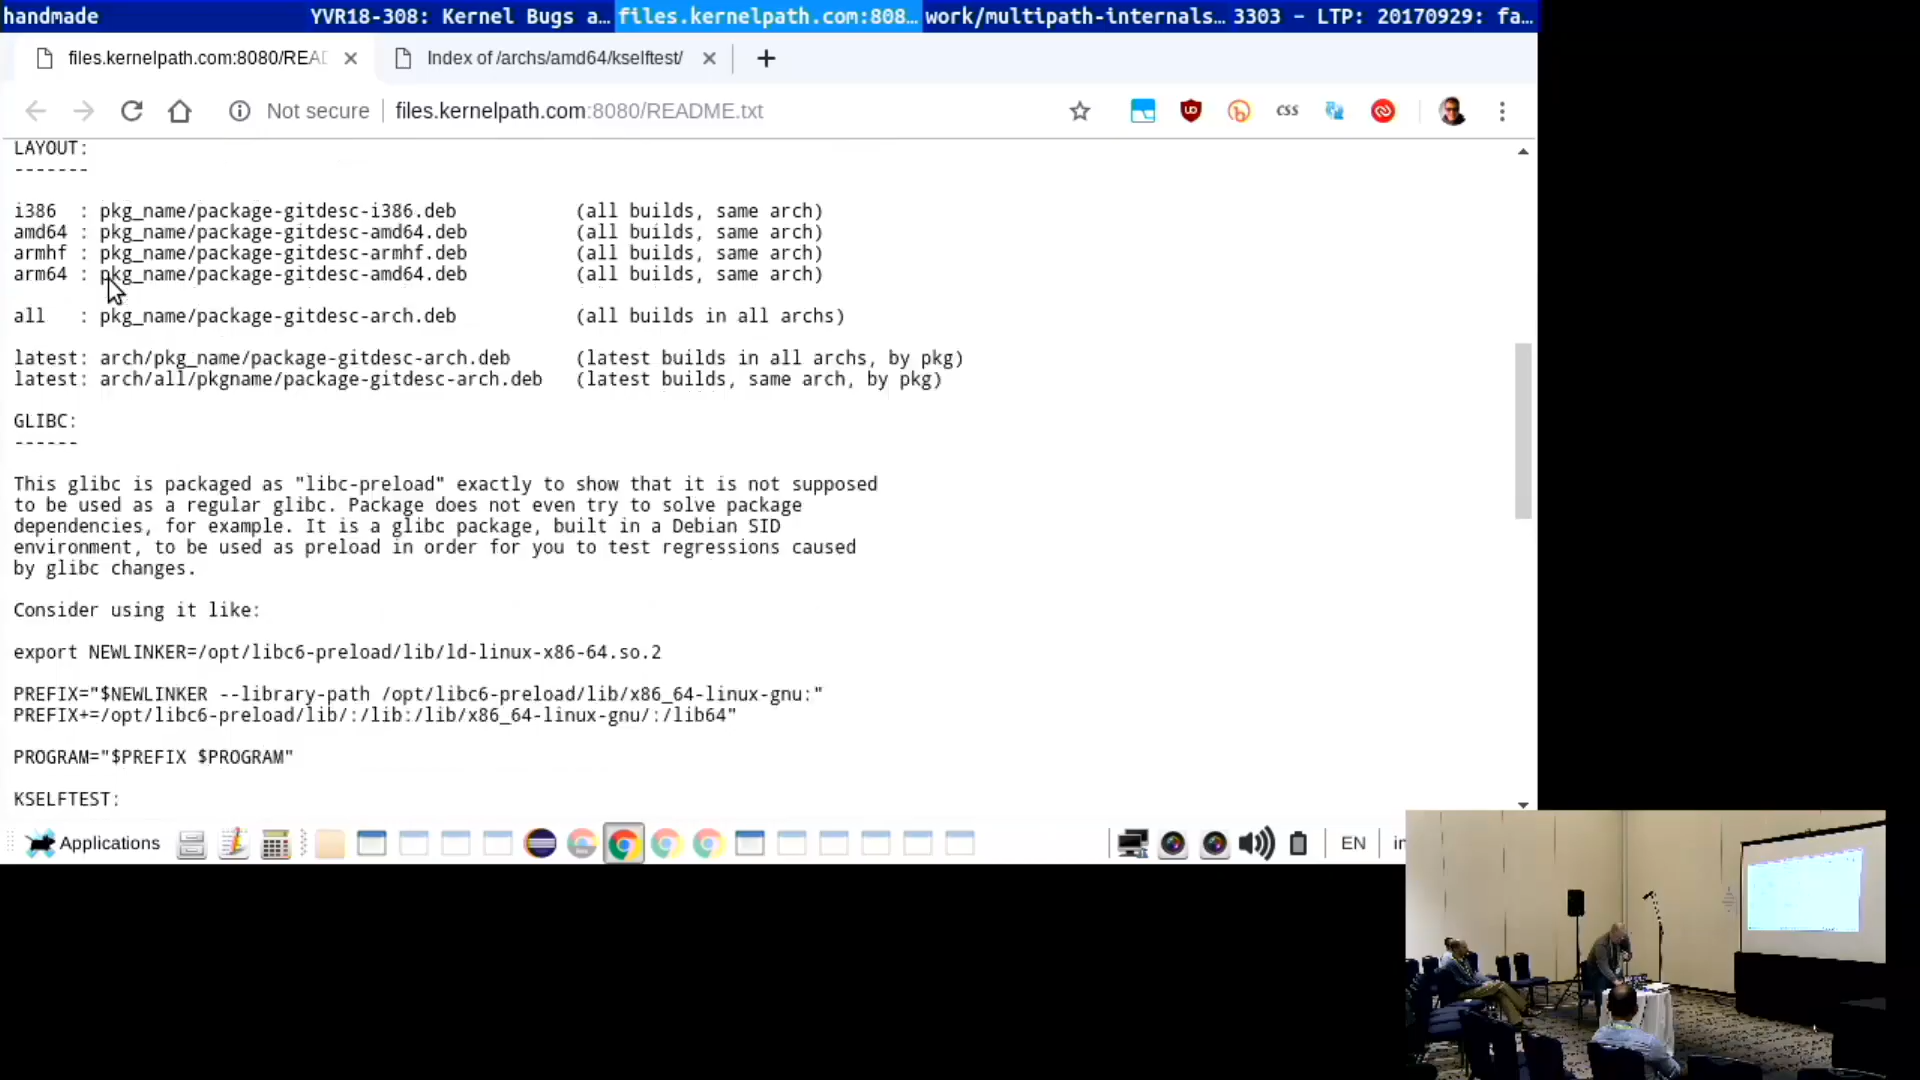 handmade
YVR18-308: Kernel Bugs a…
files.kernelpath.com:808…
work/multipath-internals…
3303 – LTP: 20170929: fa…
files.kernelpath.com:8080/REA
Index of /archs/amd64/kselftest/
Not secure
files.kernelpath.com:8080/README.txt
css
LAYOUT:
-------
i386  : pkg_name/package-gitdesc-i386.deb           (all builds, same arch)
amd64 : pkg_name/package-gitdesc-amd64.deb          (all builds, same arch)
armhf : pkg_name/package-gitdesc-armhf.deb          (all builds, same arch)
arm64 : pkg_name/package-gitdesc-amd64.deb          (all builds, same arch)
all   : pkg_name/package-gitdesc-arch.deb           (all builds in all archs)
latest: arch/pkg_name/package-gitdesc-arch.deb      (latest builds in all archs, by pkg)
latest: arch/all/pkgname/package-gitdesc-arch.deb   (latest builds, same arch, by pkg)
GLIBC:
------
This glibc is packaged as "libc-preload" exactly to show that it is not supposed
to be used as a regular glibc. Package does not even try to solve package
dependencies, for example. It is a glibc package, built in a Debian SID
environment, to be used as preload in order for you to test regressions caused
by glibc changes.
Consider using it like:
export NEWLINKER=/opt/libc6-preload/lib/ld-linux-x86-64.so.2
PREFIX="$NEWLINKER --library-path /opt/libc6-preload/lib/x86_64-linux-gnu:"
PREFIX+=/opt/libc6-preload/lib/:/lib:/lib/x86_64-linux-gnu/:/lib64"
PROGRAM="$PREFIX $PROGRAM"
KSELFTEST:
Applications
EN